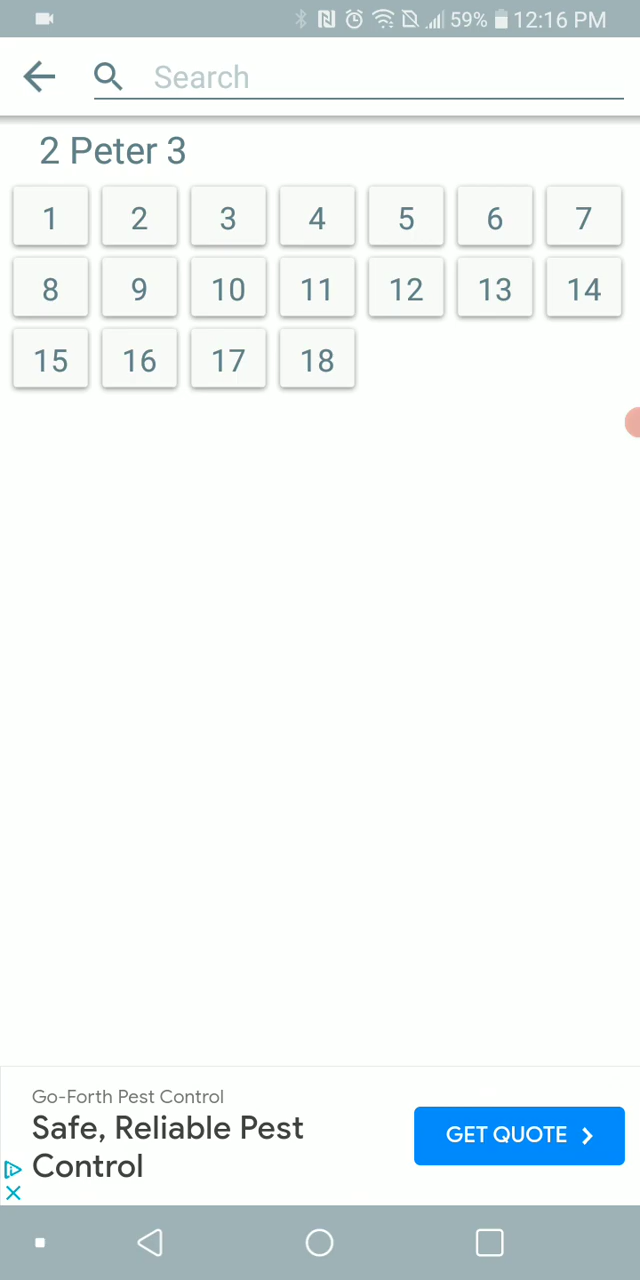 59% 12:16 PM
Search
2 Peter 3
1 2 3 4 5 6 7
8 9 10 11 12 13 14
15 16 17 18
Go-Forth Pest Control
Safe, Reliable Pest
Control
GET QUOTE